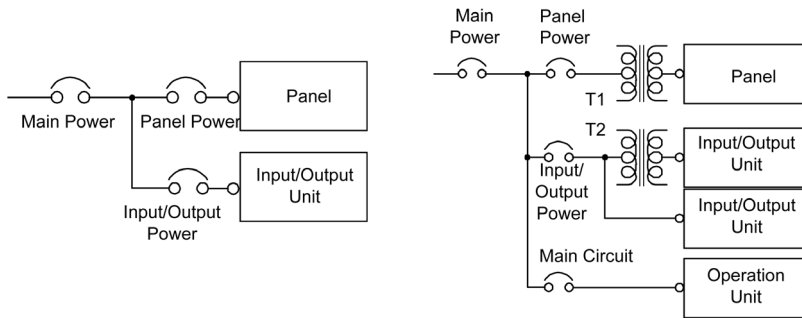 Panel
Main Power
Panel Power
Input/Output
Unit
Input/Output
Power
Main
Power
Panel
Power
T1
Panel
T2
Input/
Output
Power
Input/Output
Unit
Input/Output
Unit
Main Circuit
Operation
Unit